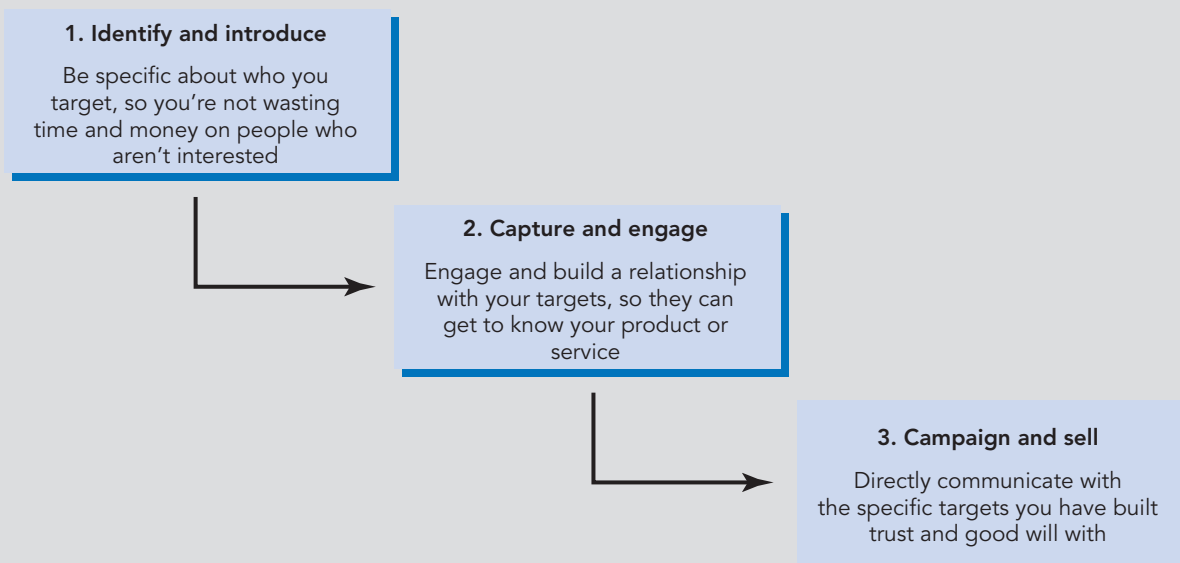 1. Identify and introduce
Be specific about who you
target, so you’re not wasting
time and money on people who
aren’t interested
2. Capture and engage
Engage and build a relationship
with your targets, so they can
get to know your product or
service
3. Campaign and sell
Directly communicate with
the specific targets you have built
trust and good will with